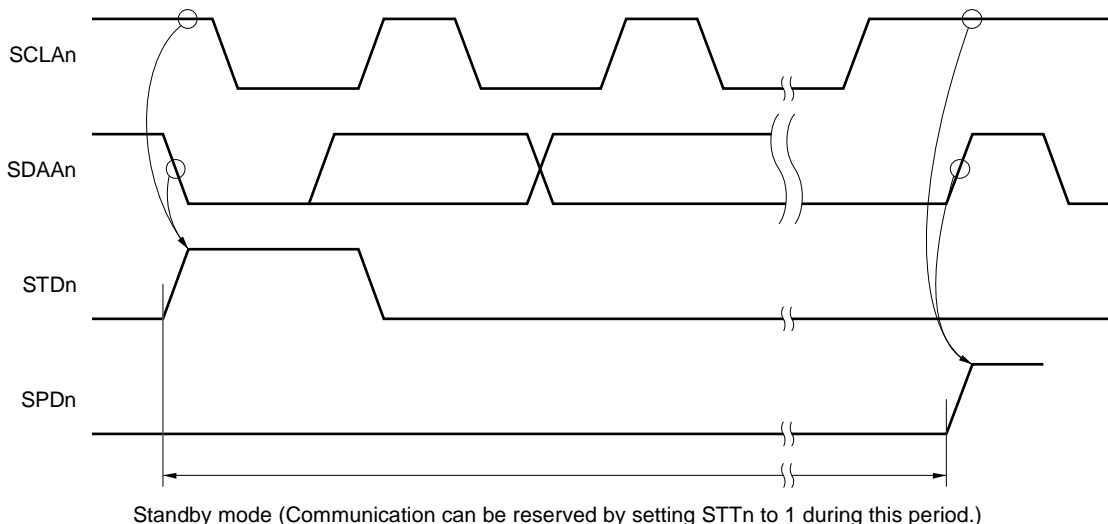 SCLAn
SDAAn
STDn
SPDn
Standby mode (Communication can be reserved by setting STTn to 1 during this period.)